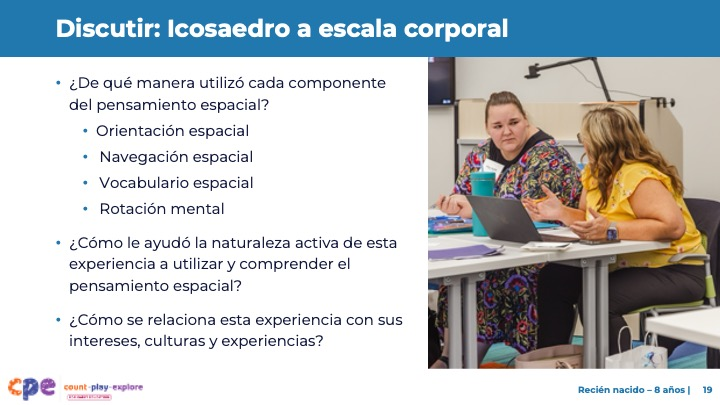 Discutir: Icosaedro a escala corporal
• ¿De qué manera utilizó cada componente
del pensamiento espacial?
• Orientación espacial
• Navegación espacial
• Vocabulario espacial
• Rotación mental
• ¿Cómo le ayudó la naturaleza activa de esta
experiencia a utilizar y comprender el
pensamiento espacial?
• ¿Cómo se relaciona esta experiencia con sus
intereses, culturas y experiencias?
cpe count-play-explore
Recién nacido – 8 años | 19